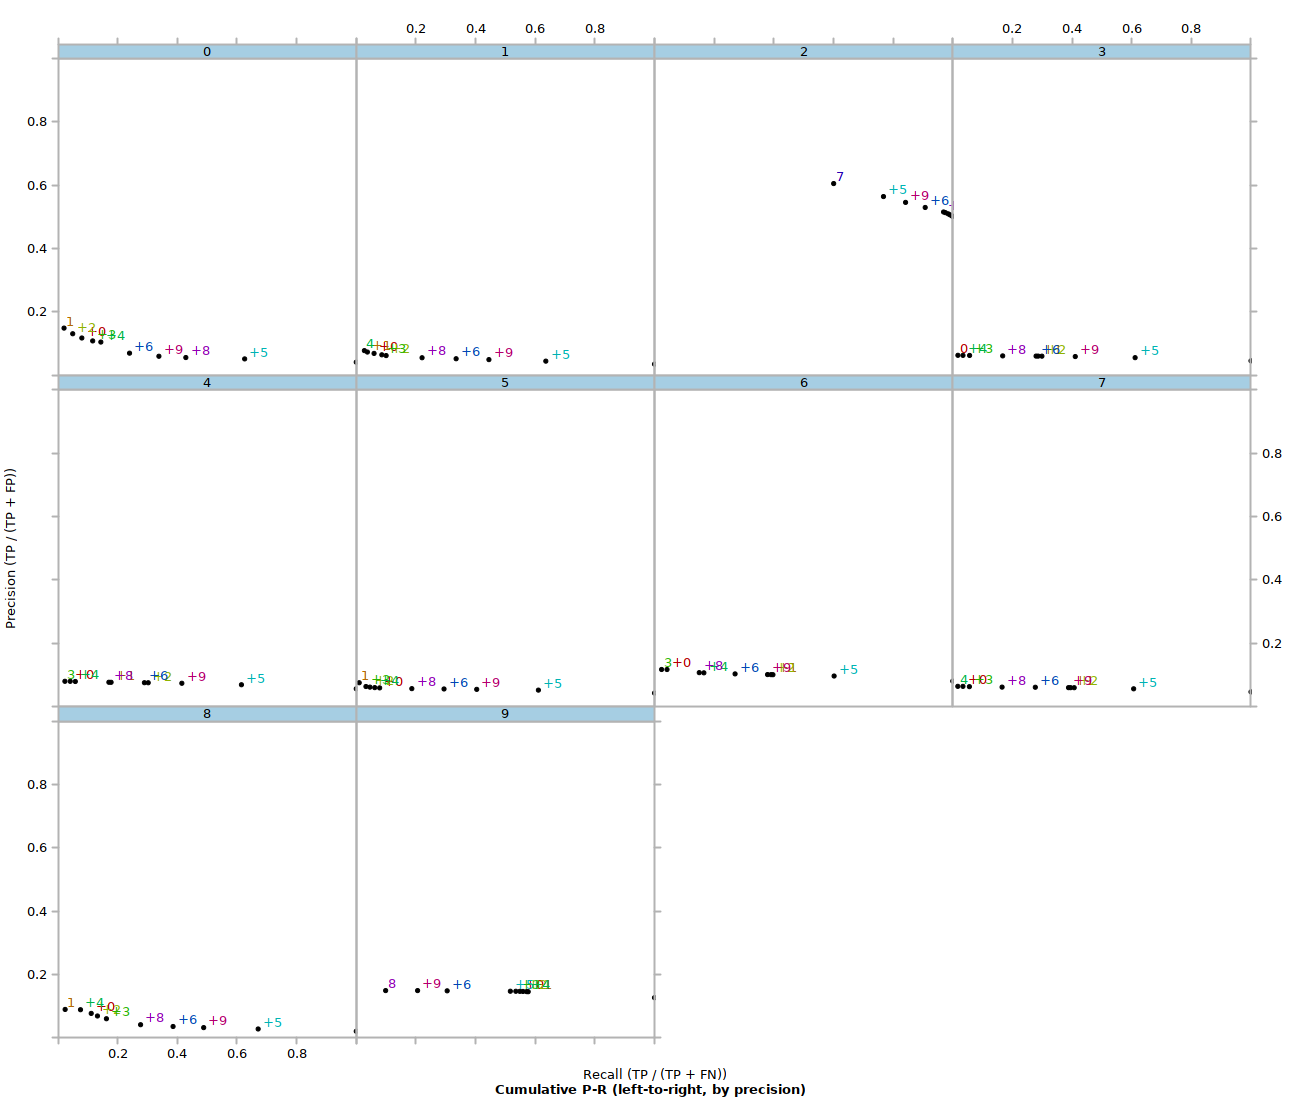 0.2 0.4 0.6 0.8 0.2 0.4 0.6 0.8
0 1 2 3
0.8
0.6
0.4
0.2
7 +5 +9 +6
1 +2 +0 +3 +4 +6 +9 +8 +5
4 +1 +0 +3 +2 +8 +6 +9 +5
0 +4 +3 +8 +6 +2 +9 +5
4 5 6 7
0.8
0.6
0.4
0.2
3 +0 +4 +8 +1 +6 +2 +9 +5
1 +4 +0 +8 +6 +9 +5
3 +0 +8 +4 +6 +9 +1 +5
4 +3 +0 +8 +6 +9 +2 +5
8 9
0.8
0.6
0.4
0.2
1 +4 +0 +2 +3 +8 +6 +9 +5
8 +9 +6
0.2 0.4 0.6 0.8
Precision (TP / (TP + FP))
Recall (TP / (TP + FN))
Cumulative P-R (left-to-right, by precision)